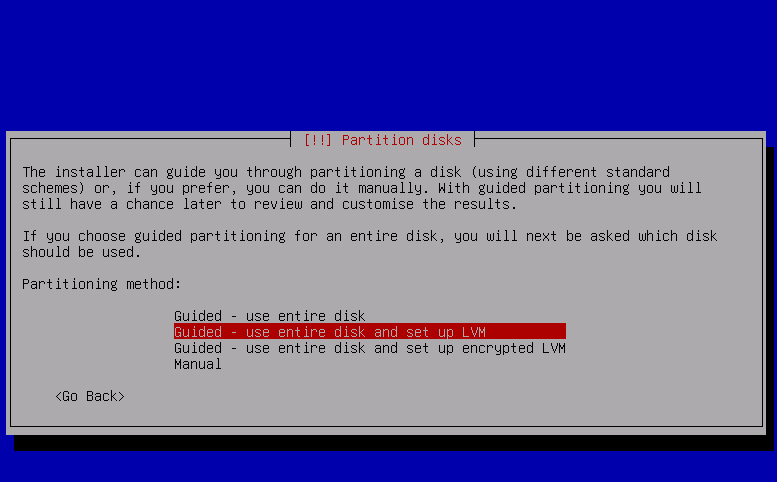 [!!] Partition disks
The installer can guide you through partitioning a disk (using different standard
schemes) or, if you prefer, you can do it manually. With guided partitioning you will
still have a chance later to review and customise the results.
If you choose guided partitioning for an entire disk, you will next be asked which disk
should be used.
Partitioning method:
Guided - use entire disk
Guided - use entire disk and set up LVM
Guided - use entire disk and set up encrypted LVM
Manual
<Go Back>